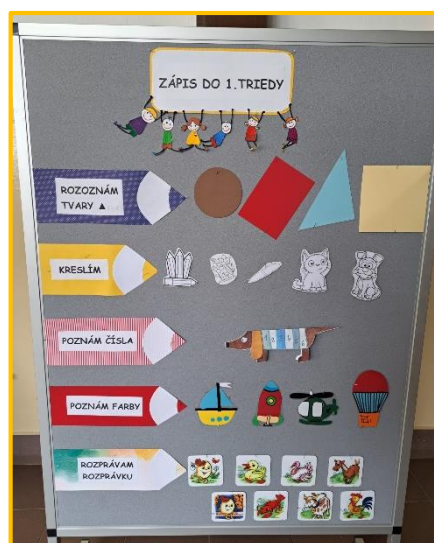 ZÁPIS DO 1.TRIEDY
ROZOZNÁM
TVARY ▲...
KRESLÍM
POZNÁM ČÍSLA
POZNÁM FARBY
ROZPRÁVAM
ROZPRÁVKU